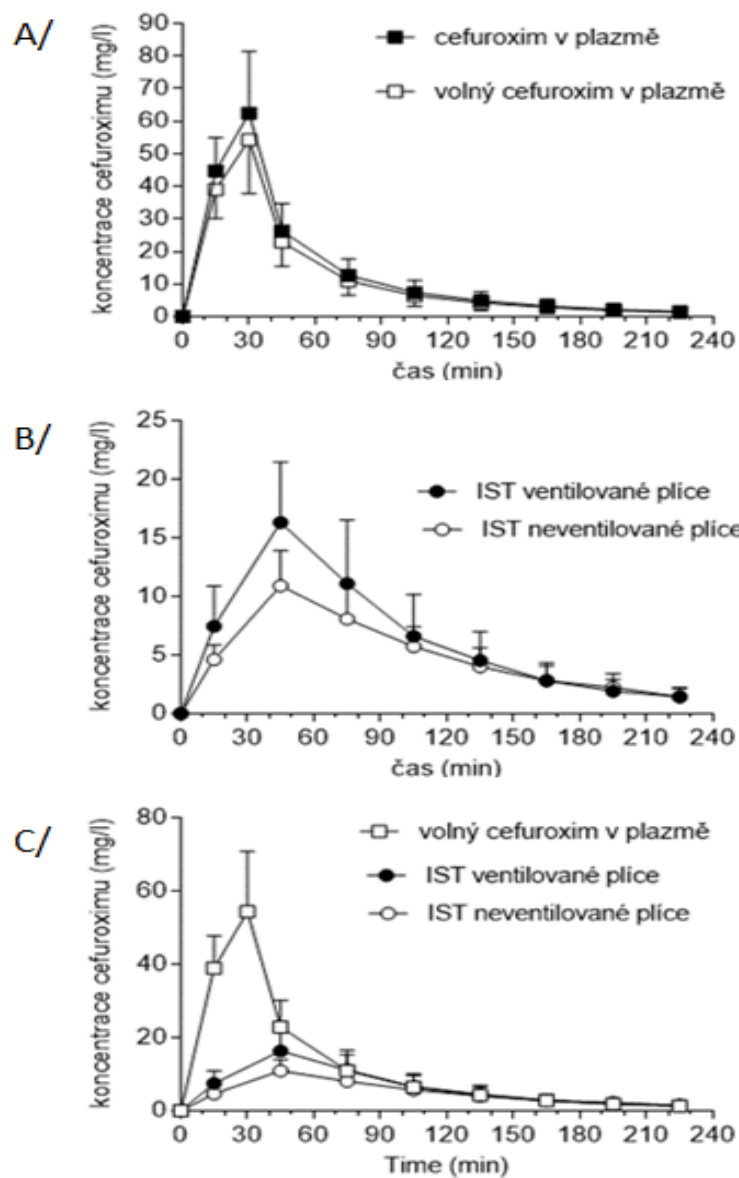 A/
koncentrace cefuroximu (mg/l)
90
80
70
60
50
40
30
20
10
0
cefuroxim v plazmě
volný cefuroxim v plazmě
0 30 60 90 120 150 180 210 240
čas (min)
B/
koncentrace cefuroximu (mg/l)
25
20
15
10
5
0
IST ventilované plíce
IST neventilované plíce
0 30 60 90 120 150 180 210 240
čas (min)
C/
koncentrace cefuroximu (mg/l)
80
60
40
20
0
volný cefuroxim v plazmě
IST ventilované plíce
IST neventilované plíce
0 30 60 90 120 150 180 210 240
Time (min)